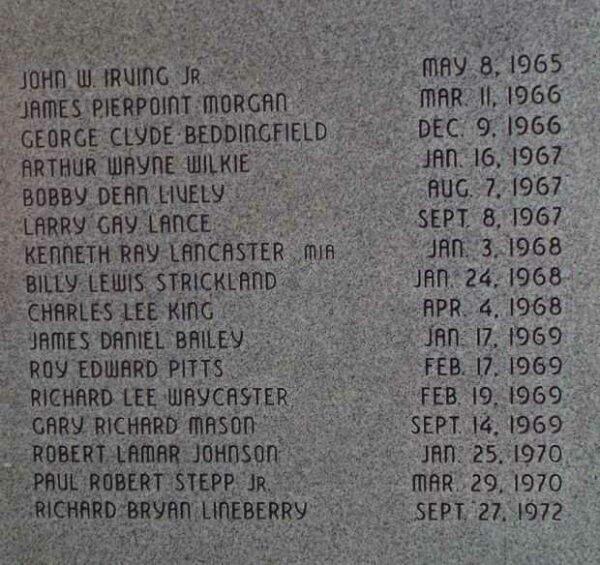 JOHN W. IRVING JR. MAY 8, 1965
JAMES PIERPOINT MORGAN MAR. 11, 1966
GEORGE CLYDE BEDDINGFIELD DEC. 9, 1966
ARTHUR WAYNE WILKIE JAN. 16, 1967
BOBBY DEAN LIVELY AUG. 7, 1967
LARRY GAY LANCE SEPT. 8, 1967
KENNETH RAY LANCASTER MIA JAN. 3, 1968
BILLY LEWIS STRICKLAND JAN. 24, 1968
CHARLES LEE KING APR. 4, 1968
JAMES DANIEL BAILEY JAN. 17, 1969
ROY EDWARD PITTS FEB. 17, 1969
RICHARD LEE WAYCASTER FEB. 19, 1969
GARY RICHARD MASON SEPT. 14, 1969
ROBERT LAMAR JOHNSON JAN. 25, 1970
PAUL ROBERT STEPP JR. MAR. 29, 1970
RICHARD BRYAN LINEBERRY SEPT. 27, 1972